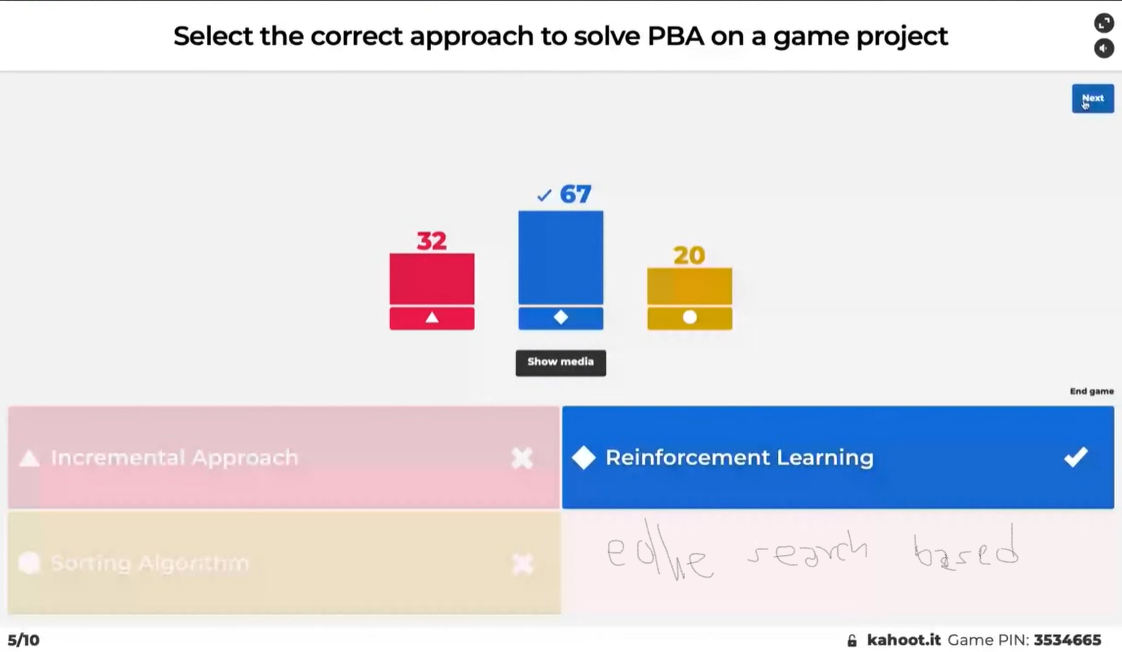 Select the correct approach to solve PBA on a game project
Next
32
67
20
Show media
End game
Incremental Approach
Reinforcement Learning
Sorting Algorithm
search based
5/10
kahoot.it Game PIN: 3534665